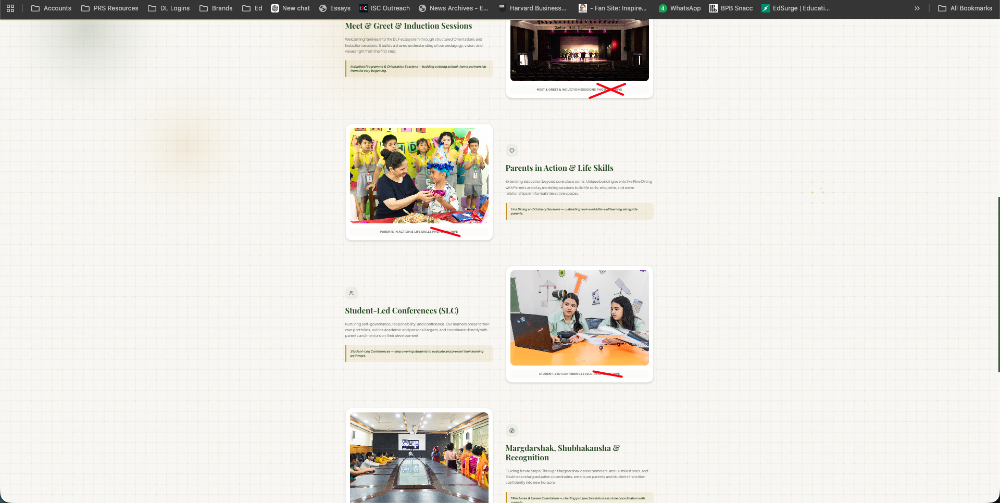 Accounts PRS Resources DL Logins Brands Ed New chat Essays ISC ISC Outreach News Archives - E... HBR Harvard Business... - Fan Site: Inspire... 4 WhatsApp BPB Snacc EdSurge | Educati... >> All Bookmarks
Meet & Greet & Induction Sessions
Welcoming families into the DLF ecosystem through structured Orientations and
Induction sessions. It builds a shared understanding of our pedagogy, vision, and
values right from the first step.
Induction Programme & Orientation Sessions — building a strong school-home partnership
from the very beginning.
MEET & GREET & INDUCTION SESSIONS
Parents in Action & Life Skills
Extending education beyond core classrooms. Unique bonding events like Fine Dining
with Parents and clay modeling sessions build life skills, etiquette, and warm
relationships in informal interactive spaces.
Fine Dining and Culinary Sessions — cultivating real-world life-skill learning alongside
parents.
PARENTS IN ACTION & LIFE SKILLS
Student-Led Conferences (SLC)
Nurturing self-governance, responsibility, and confidence. Our learners present their
own portfolios, outline academic and personal targets, and coordinate directly with
parents and mentors on their development.
Student-Led Conferences — empowering students to evaluate and present their learning
pathways.
STUDENT-LED CONFERENCES (SLC)
Margdarshak, Shubhakansha &
Recognition
Guiding future steps. Through Margdarshak career seminars, annual milestones, and
Shubhakansha graduation coordinates, we ensure parents and students transition
confidently into new horizons.
Milestones & Career Orientation — charting prospective futures in close coordination with
parents.